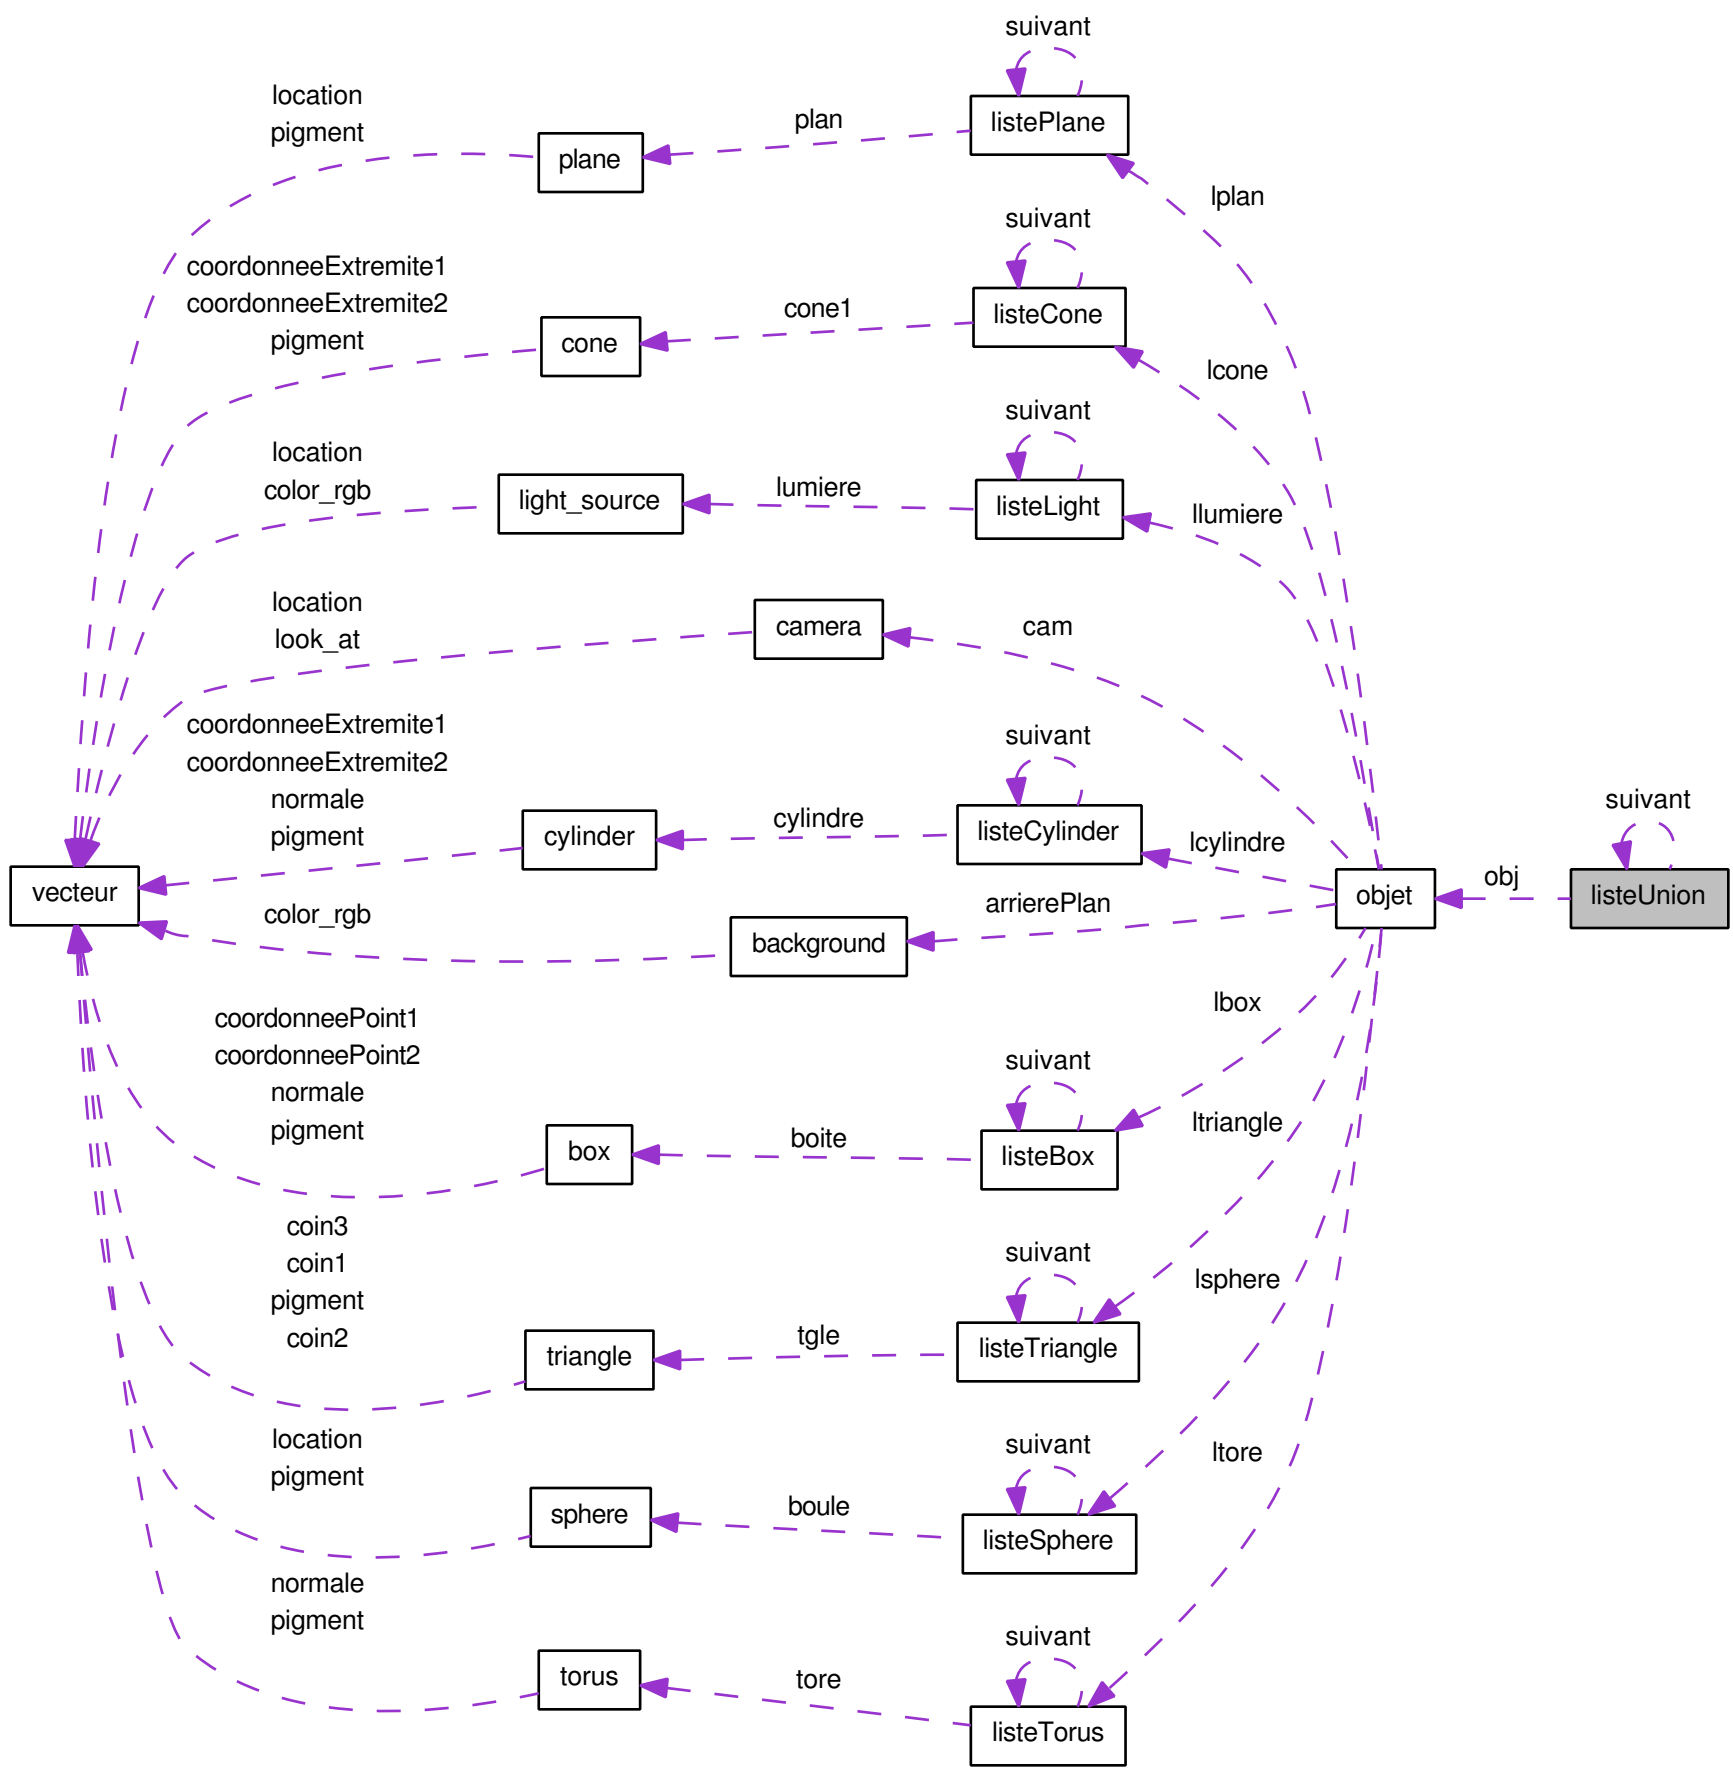 suivant
location
pigment
plan
listePlane
plane
lplan
suivant
coordonneeExtremite1
coordonneeExtremite2
pigment
cone1
listeCone
cone
lcone
suivant
location
color_rgb
lumiere
light_source
listeLight
llumiere
location
look_at
camera
cam
coordonneeExtremite1
coordonneeExtremite2
normale
pigment
suivant
cylindre
cylinder
listeCylinder
lcylindre
suivant
vecteur
objet
obj
listeUnion
color_rgb
arrierePlan
background
coordonneePoint1
coordonneePoint2
normale
pigment
lbox
suivant
boite
box
listeBox
ltriangle
coin3
coin1
pigment
coin2
suivant
tgle
triangle
listeTriangle
lsphere
location
pigment
suivant
boule
sphere
listeSphere
ltore
normale
pigment
suivant
tore
torus
listeTorus